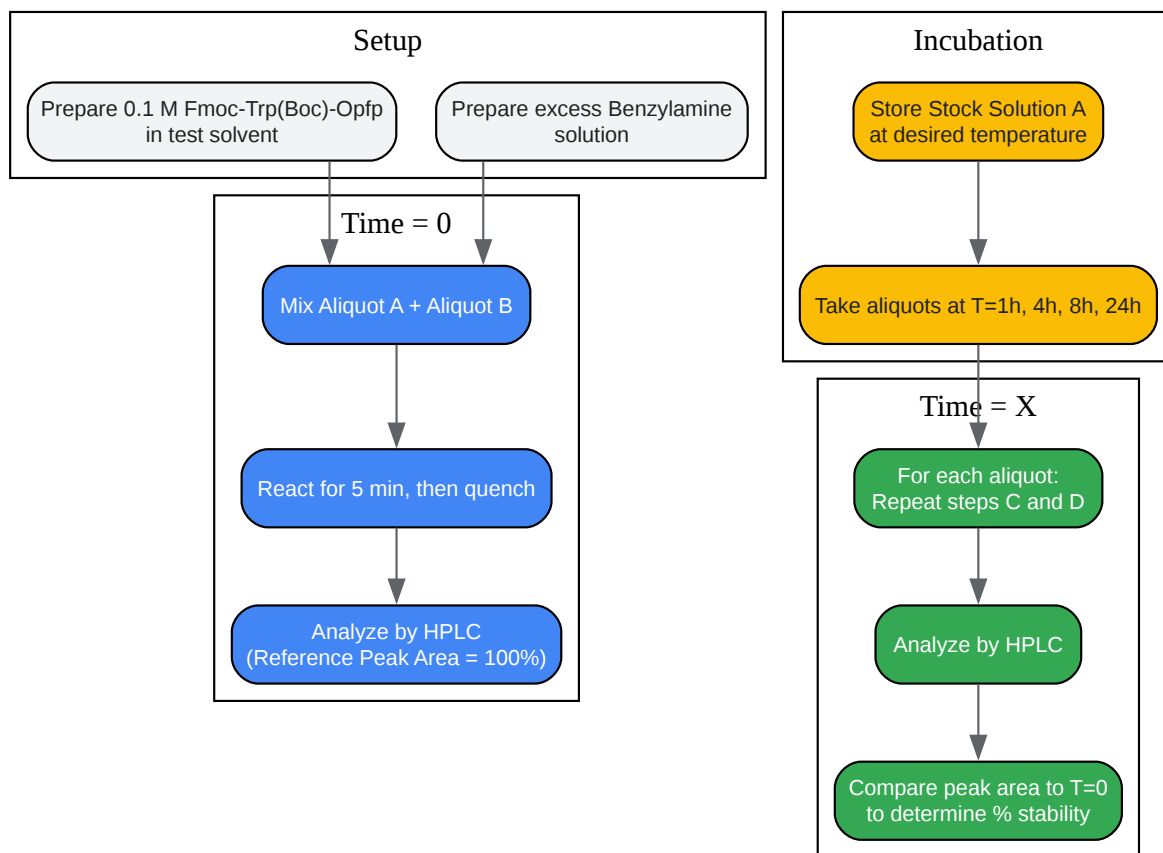 Setup
Prepare 0.1 M Fmoc-Trp(Boc)-Opfp
in test solvent
Prepare excess Benzylamine
solution
Time = 0
Mix Aliquot A + Aliquot B
React for 5 min, then quench
Analyze by HPLC
(Reference Peak Area = 100%)
Incubation
Store Stock Solution A
at desired temperature
Take aliquots at T=1h, 4h, 8h, 24h
Time = X
For each aliquot:
Repeat steps C and D
Analyze by HPLC
Compare peak area to T=0
to determine % stability